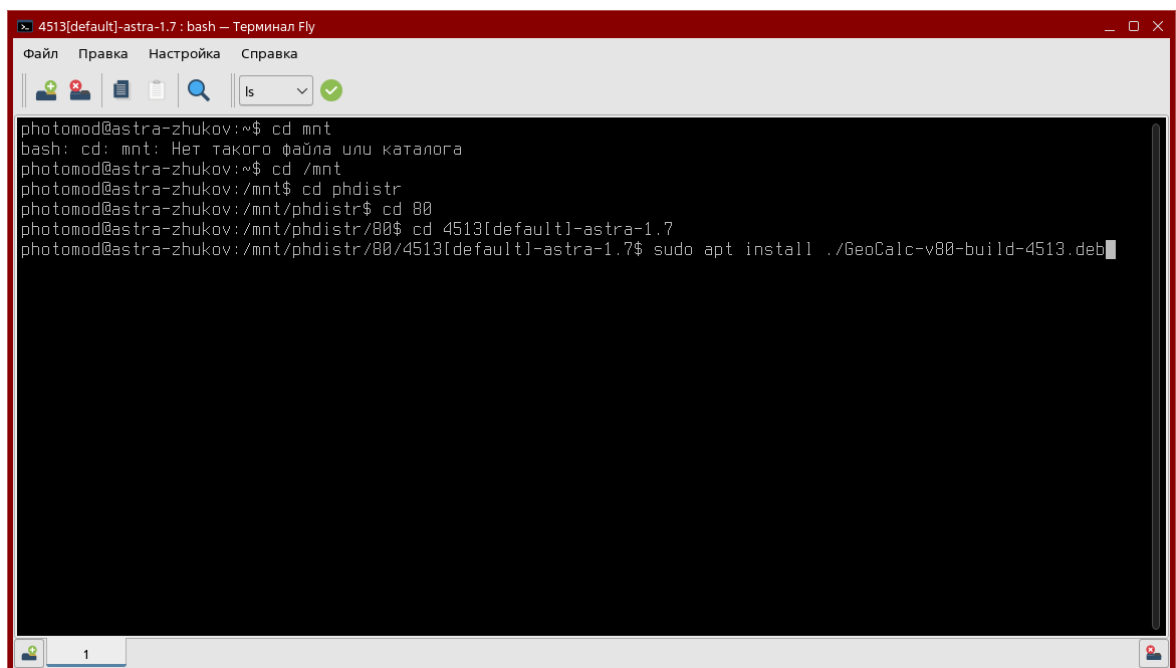 4513[default]-astra-1.7 : bash — Терминал Fly
Файл Правка Настройка Справка
ls
photomod@astra-zhukov:~$ cd mnt
bash: cd: mnt: Нет такого файла или каталога
photomod@astra-zhukov:~$ cd /mnt
photomod@astra-zhukov:/mnt$ cd phdistr
photomod@astra-zhukov:/mnt/phdistr$ cd 80
photomod@astra-zhukov:/mnt/phdistr/80$ cd 4513[default]-astra-1.7
photomod@astra-zhukov:/mnt/phdistr/80/4513[default]-astra-1.7$ sudo apt install ./GeoCalc-v80-build-4513.deb
1